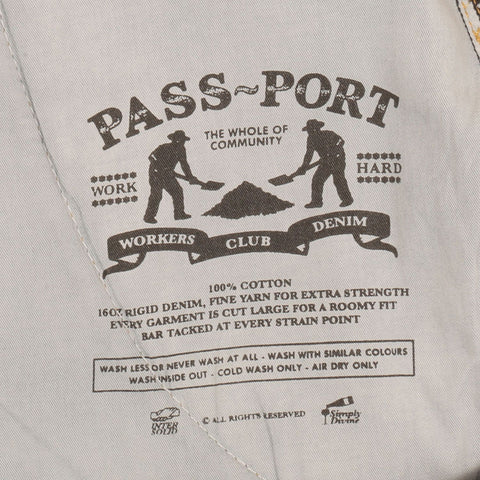 PASS~PORT
THE WHOLE OF
COMMUNITY
WORK
HARD
WORKERS CLUB DENIM
100% COTTON
16OZ RIGID DENIM, FINE YARN FOR EXTRA STRENGTH
EVERY GARMENT IS CUT LARGE FOR A ROOMY FIT
BAR TACKED AT EVERY STRAIN POINT
WASH LESS OR NEVER WASH AT ALL - WASH WITH SIMILAR COLOURS
WASH INSIDE OUT - COLD WASH ONLY - AIR DRY ONLY
INTER
SOLID
© ALL RIGHTS RESERVED
Simply
Divine